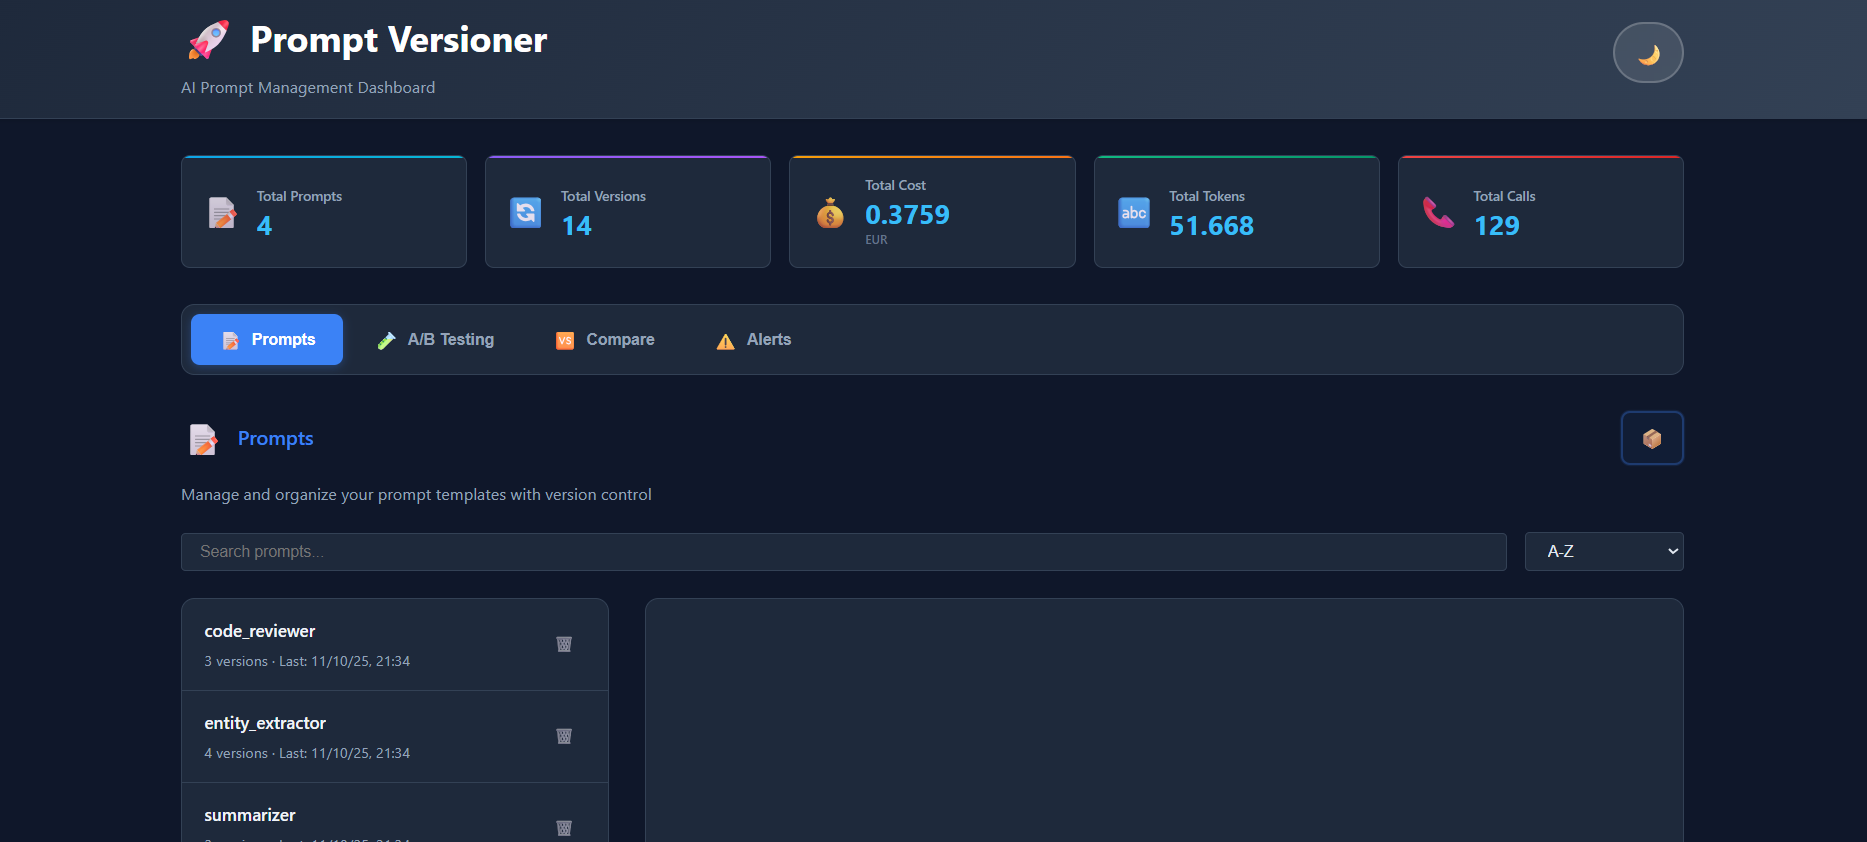 Prompt Versioner
AI Prompt Management Dashboard
Total Prompts
4
Total Versions
14
Total Cost
0.3759
EUR
abc
Total Tokens
51.668
Total Calls
129
Prompts
A/B Testing
VS
Compare
Alerts
Prompts
Manage and organize your prompt templates with version control
Search prompts...
A-Z
code_reviewer
3 versions · Last: 11/10/25, 21:34
entity_extractor
4 versions · Last: 11/10/25, 21:34
summarizer